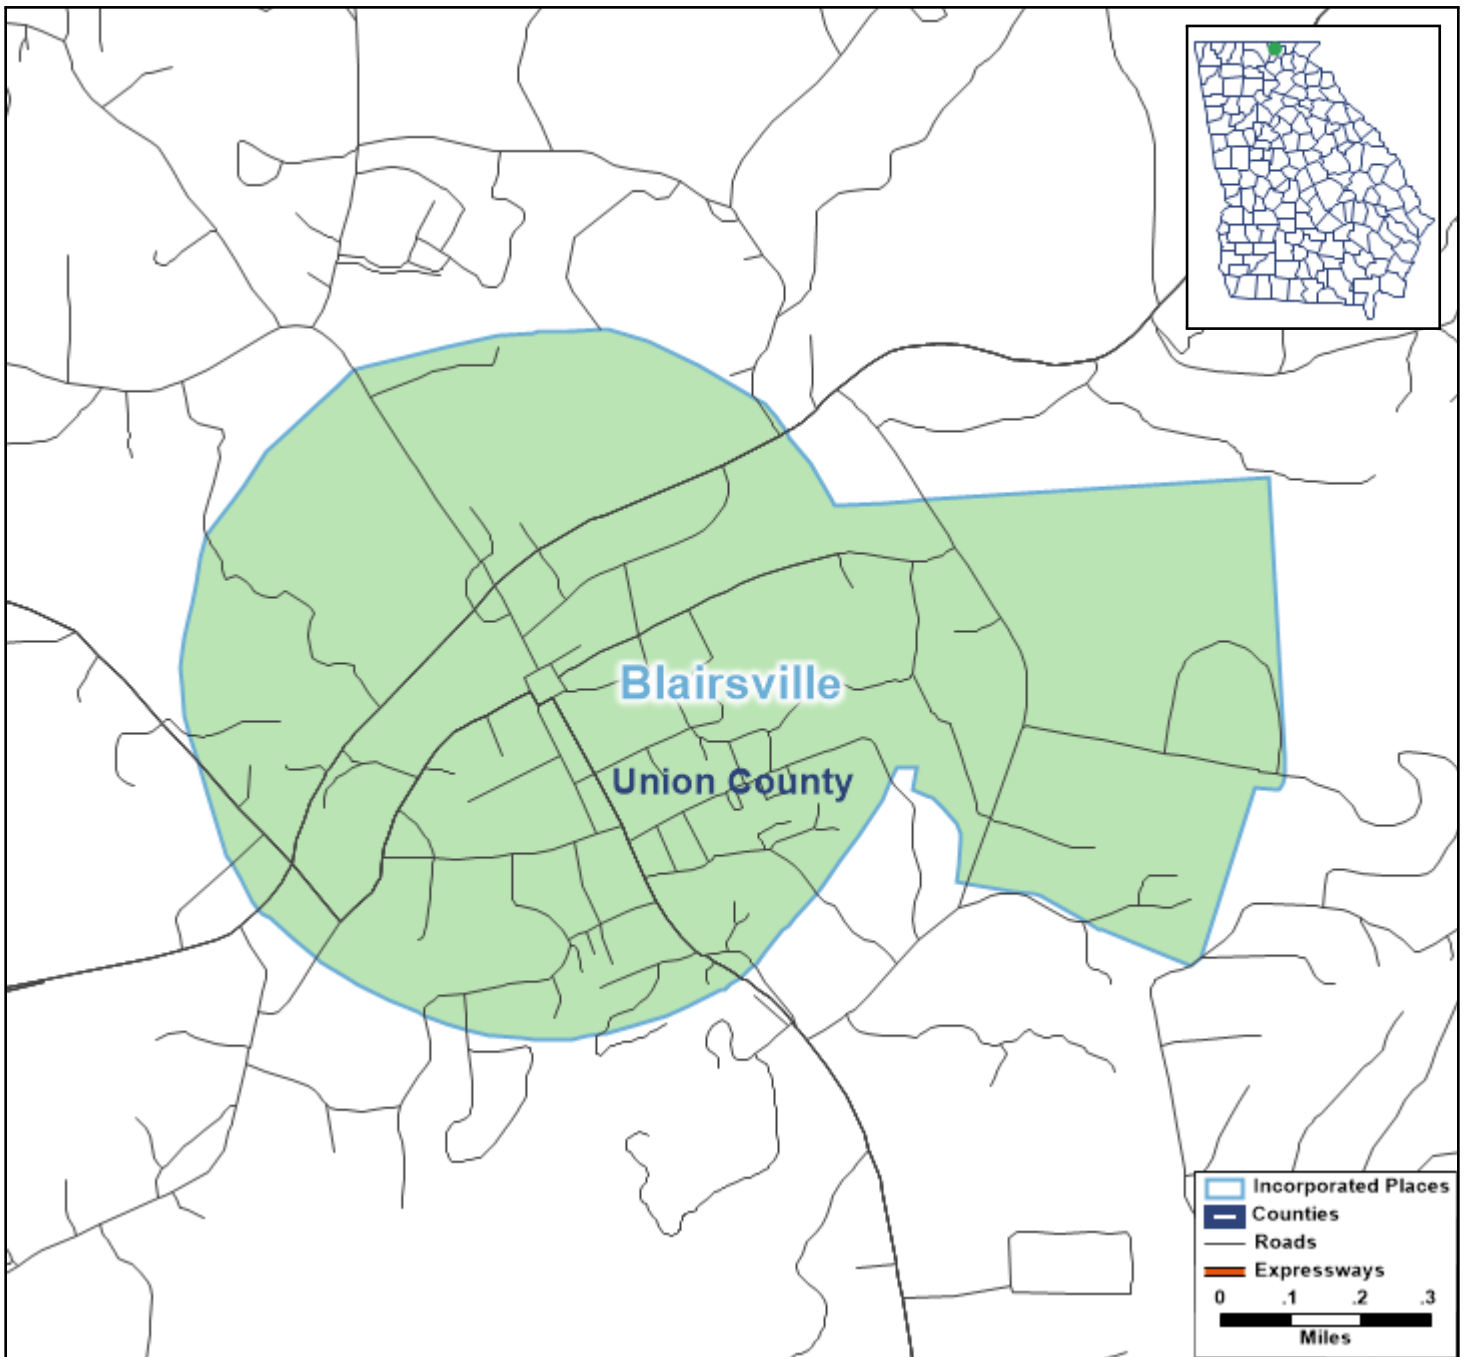 Blairsville
Union County
Incorporated Places
Counties
Roads
Expressways
0 .1 .2 .3
Miles